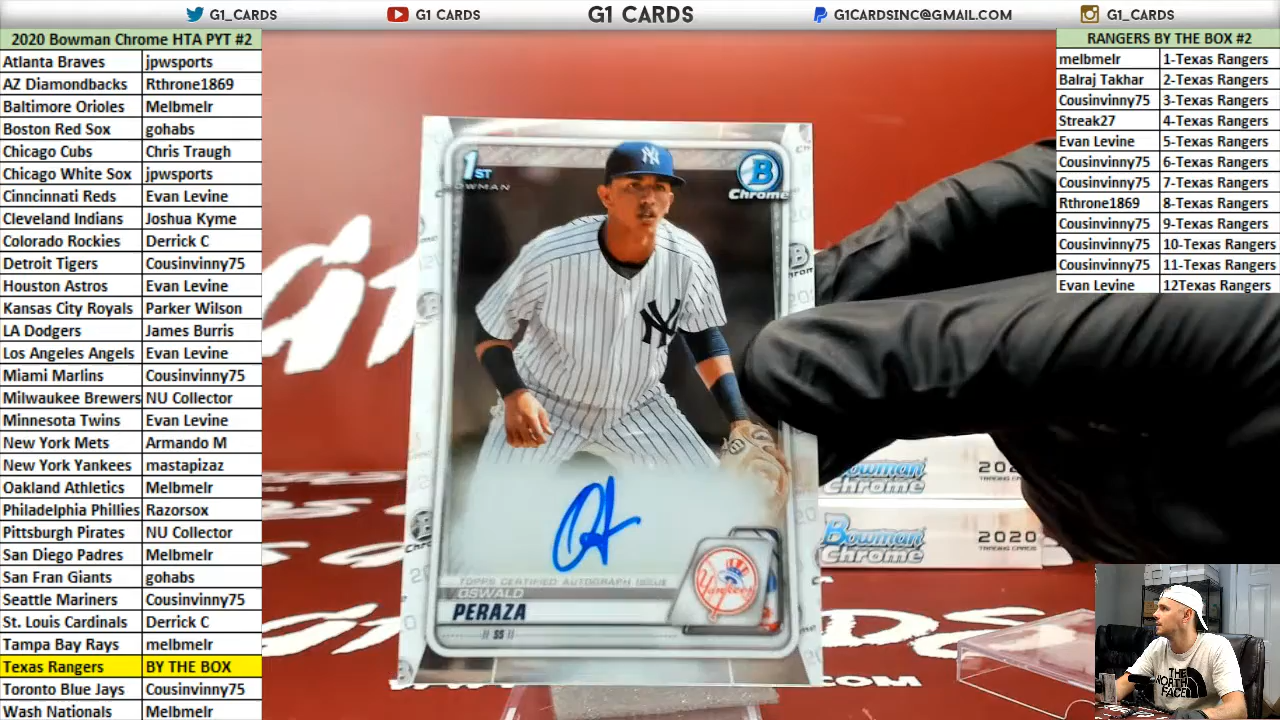 G1_CARDS
G1 CARDS
G1 CARDS
G1CARDSINC@GMAIL.COM
G1_CARDS
2020 Bowman Chrome HTA PYT #2
Atlanta Braves jpwsports
AZ Diamondbacks Rthrone1869
Baltimore Orioles Melbmelr
Boston Red Sox gohabs
Chicago Cubs Chris Traugh
Chicago White Sox jpwsports
Cinncinnati Reds Evan Levine
Cleveland Indians Joshua Kyme
Colorado Rockies Derrick C
Detroit Tigers Cousinvinny75
Houston Astros Evan Levine
Kansas City Royals Parker Wilson
LA Dodgers James Burris
Los Angeles Angels Evan Levine
Miami Marlins Cousinvinny75
Milwaukee Brewers NU Collector
Minnesota Twins Evan Levine
New York Mets Armando M
New York Yankees mastapizaz
Oakland Athletics Melbmelr
Philadelphia Phillies Razorsox
Pittsburgh Pirates NU Collector
San Diego Padres Melbmelr
San Fran Giants gohabs
Seattle Mariners Cousinvinny75
St. Louis Cardinals Derrick C
Tampa Bay Rays melbmelr
Texas Rangers BY THE BOX
Toronto Blue Jays Cousinvinny75
Wash Nationals Melbmelr
RANGERS BY THE BOX #2
melbmelr 1-Texas Rangers
Balraj Takhar 2-Texas Rangers
Cousinvinny75 3-Texas Rangers
Streak27 4-Texas Rangers
Evan Levine 5-Texas Rangers
Cousinvinny75 6-Texas Rangers
Cousinvinny75 7-Texas Rangers
Rthrone1869 8-Texas Rangers
Cousinvinny75 9-Texas Rangers
Cousinvinny75 10-Texas Rangers
Cousinvinny75 11-Texas Rangers
Evan Levine 12Texas Rangers
1ST
BOWMAN
B
Chrome
NY
NY
TOPPS CERTIFIED AUTOGRAPH ISSUE
OSWALD
PERAZA
SS
Yankees
Bowman
Chrome
Bowman 2020
Chrome TRADING CARDS
THE
NORTH
FACE